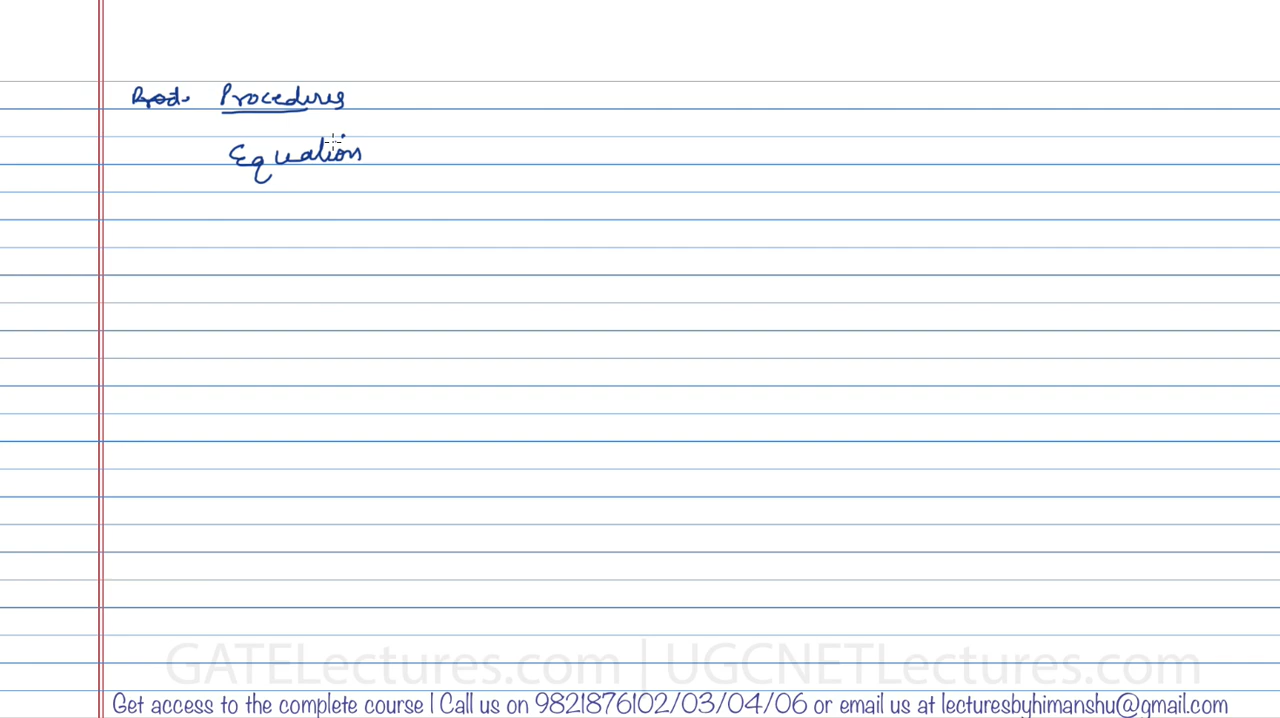 Procedures
Equation
GATELectures.com | UGCNETLectures.com
Get access to the complete course | Call us on 9821876102/03/04/06 or email us at lecturesbyhimanshu@gmail.com